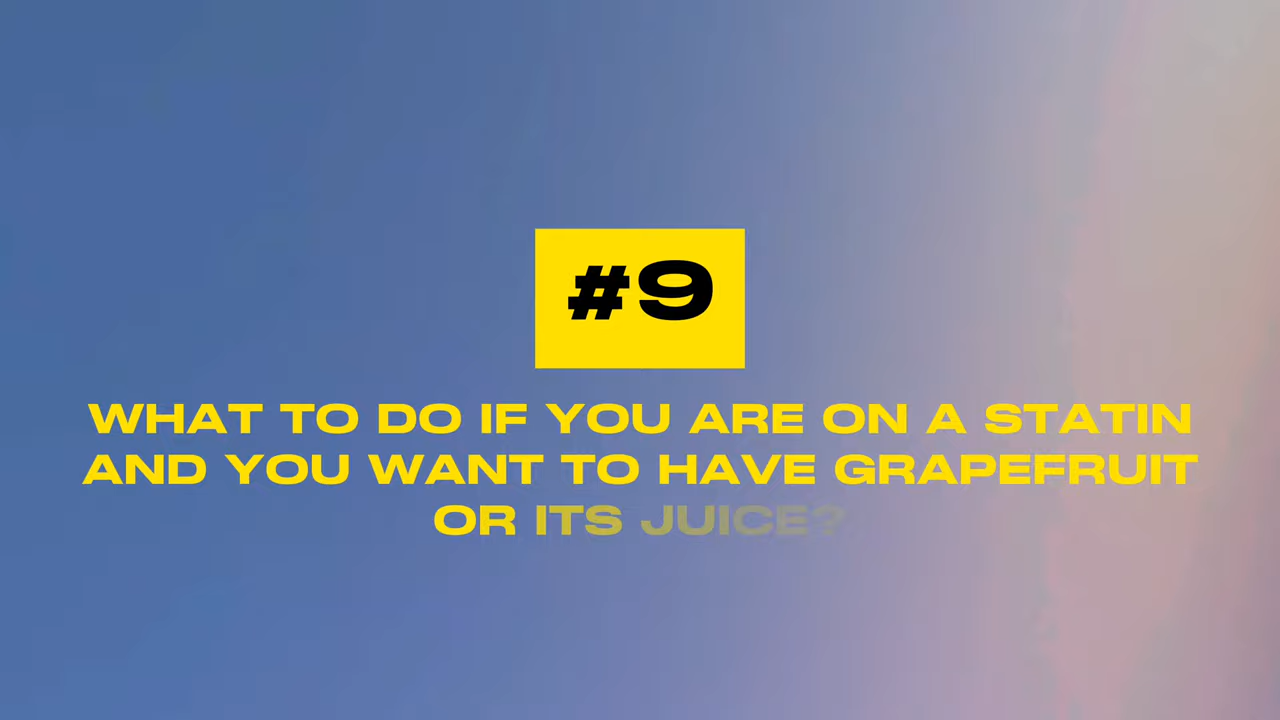 #9
WHAT TO DO IF YOU ARE ON A STATIN
AND YOU WANT TO HAVE GRAPEFRUIT
OR ITS JUICE?